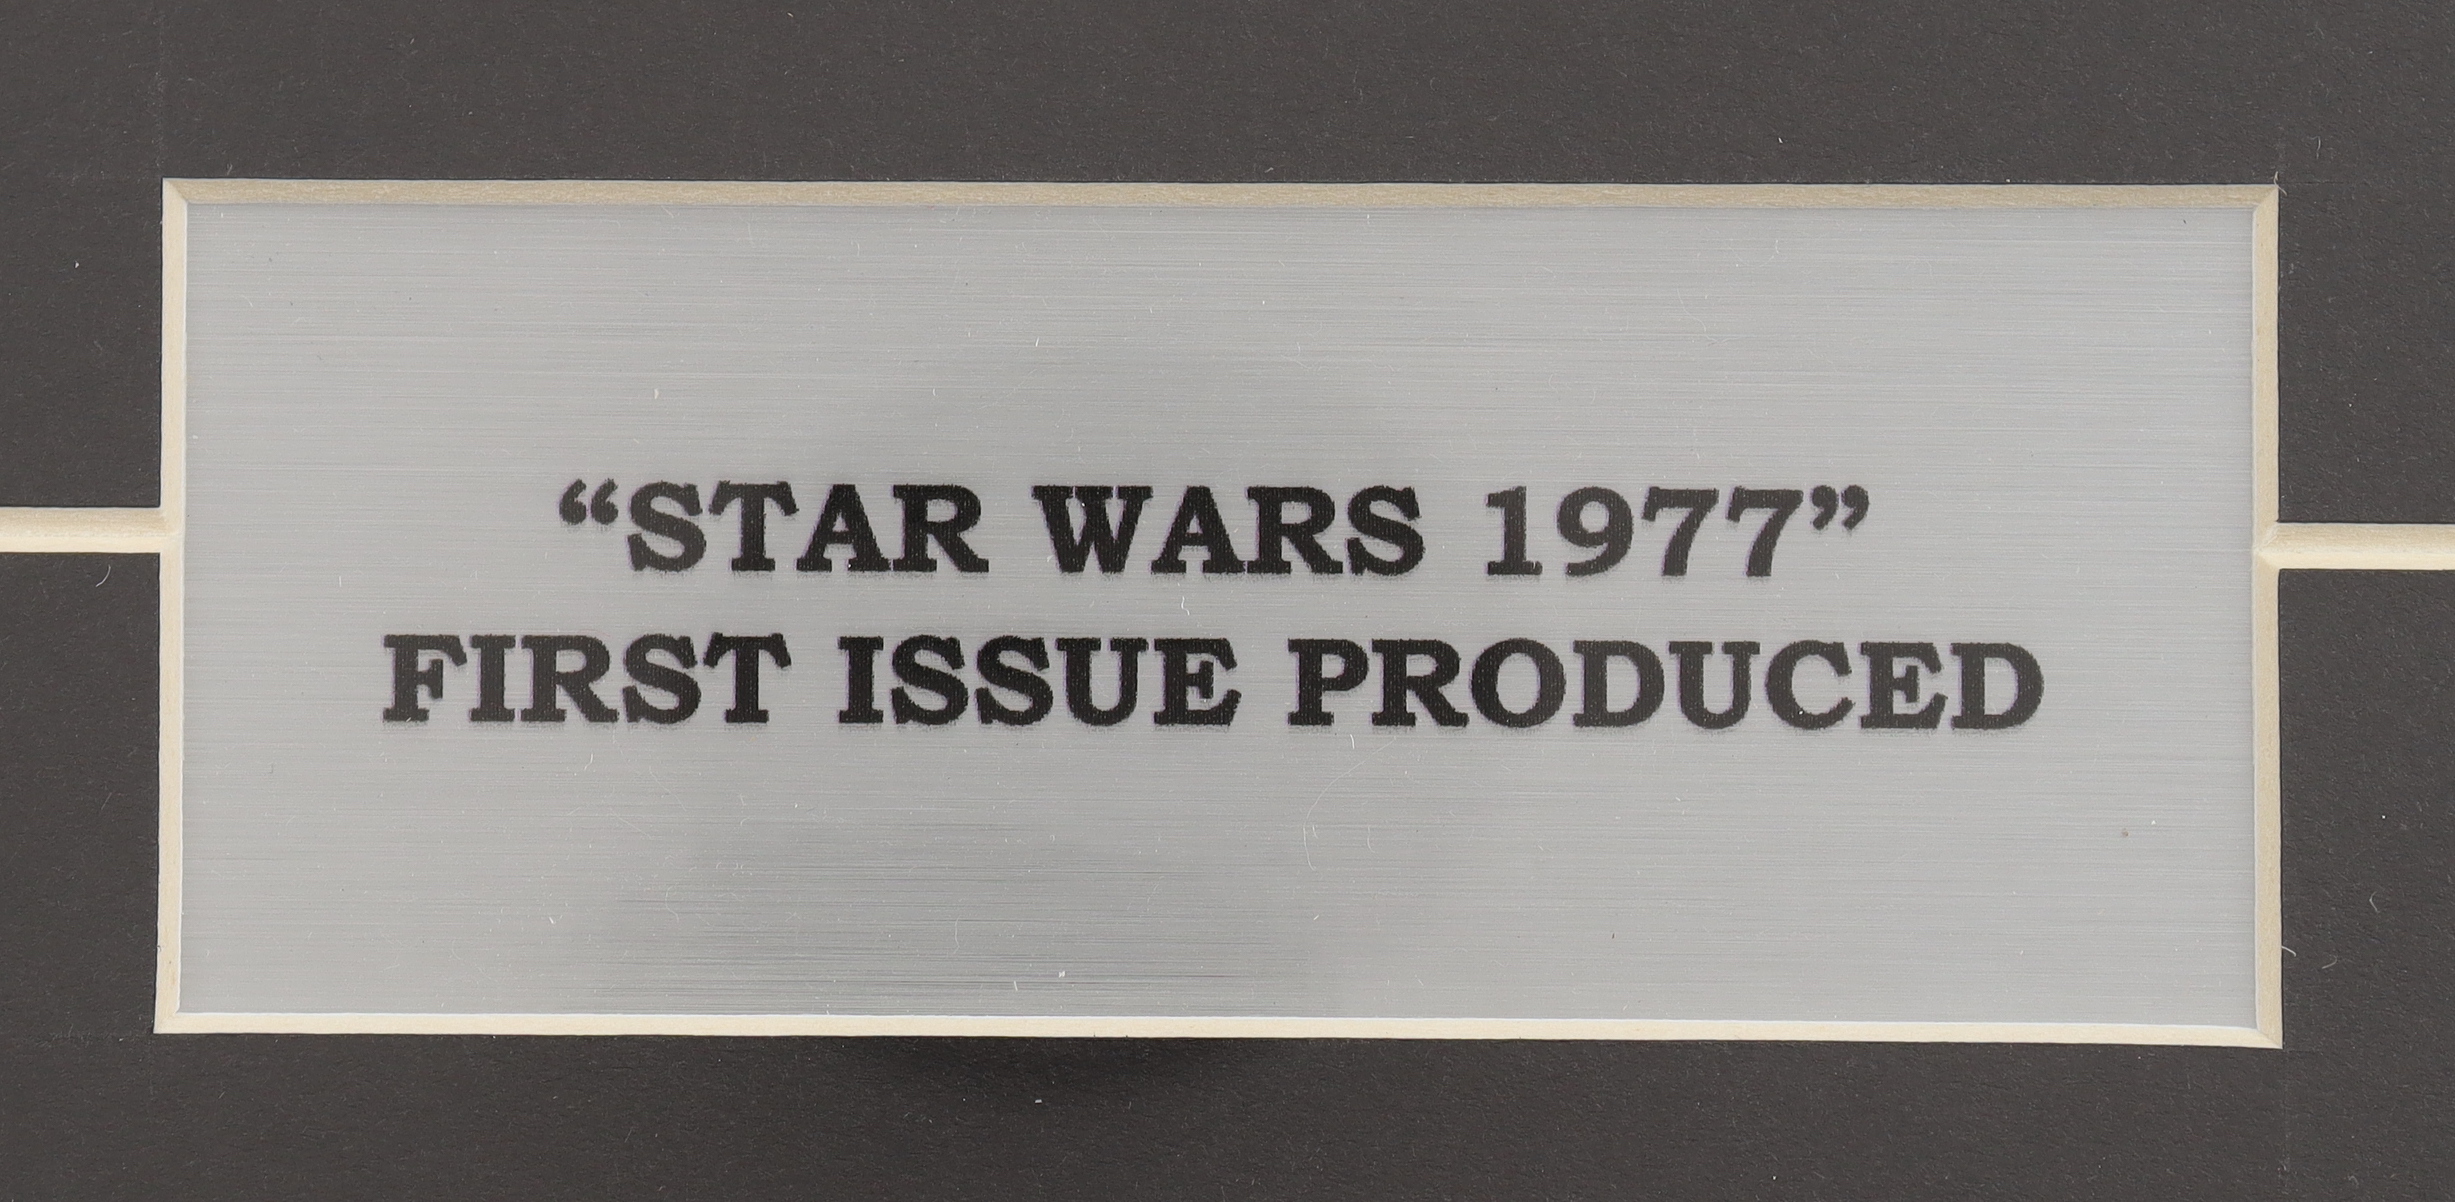 “STAR WARS 1977”
FIRST ISSUE PRODUCED